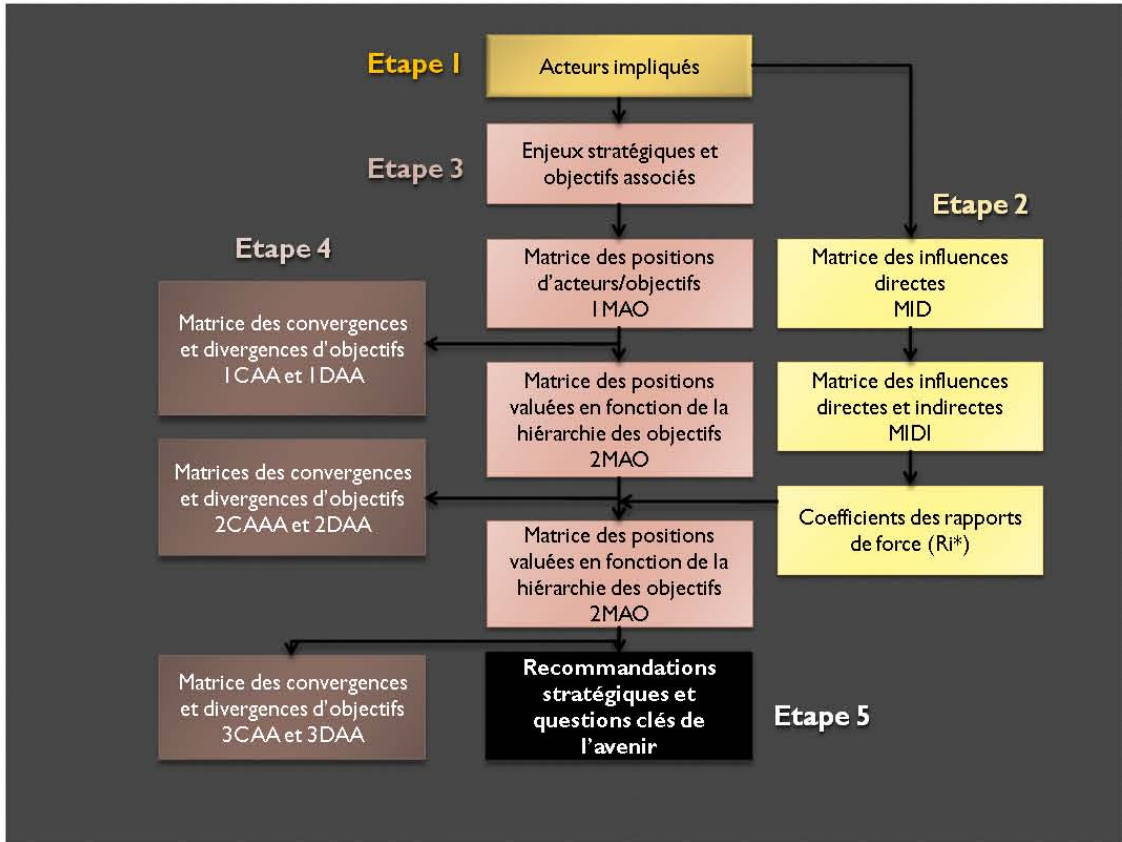 Etape 1
Acteurs impliqués
Etape 3
Enjeux stratégiques et
objectifs associés
Etape 2
Etape 4
Matrice des positions
d'acteurs/objectifs
1MAO
Matrice des influences
directes
MID
Matrice des convergences
et divergences d'objectifs
1CAA et 1DAA
Matrice des positions
valuées en fonction de la
hiérarchie des objectifs
2MAO
Matrice des influences
directes et indirectes
MIDI
Matrices des convergences
et divergences d'objectifs
2CAAA et 2DAA
Coefficients des rapports
de force (Ri*)
Matrice des positions
valuées en fonction de la
hiérarchie des objectifs
2MAO
Matrice des convergences
et divergences d'objectifs
3CAA et 3DAA
Recommandations
stratégiques et
questions clés de
l'avenir
Etape 5